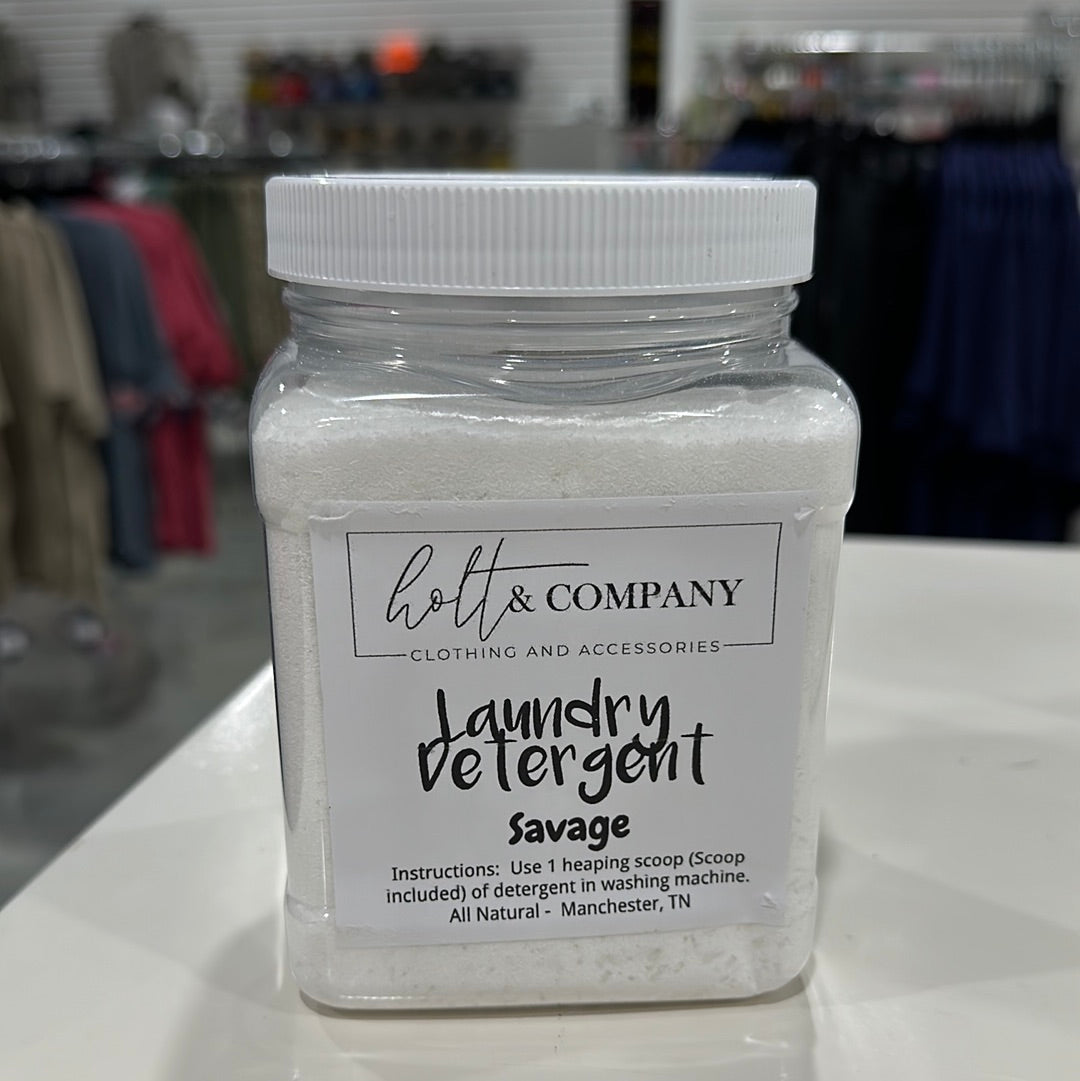 holt & COMPANY
CLOTHING AND ACCESSORIES
Laundry
Detergent
Savage
Instructions: Use 1 heaping scoop (Scoop
included) of detergent in washing machine.
All Natural - Manchester, TN